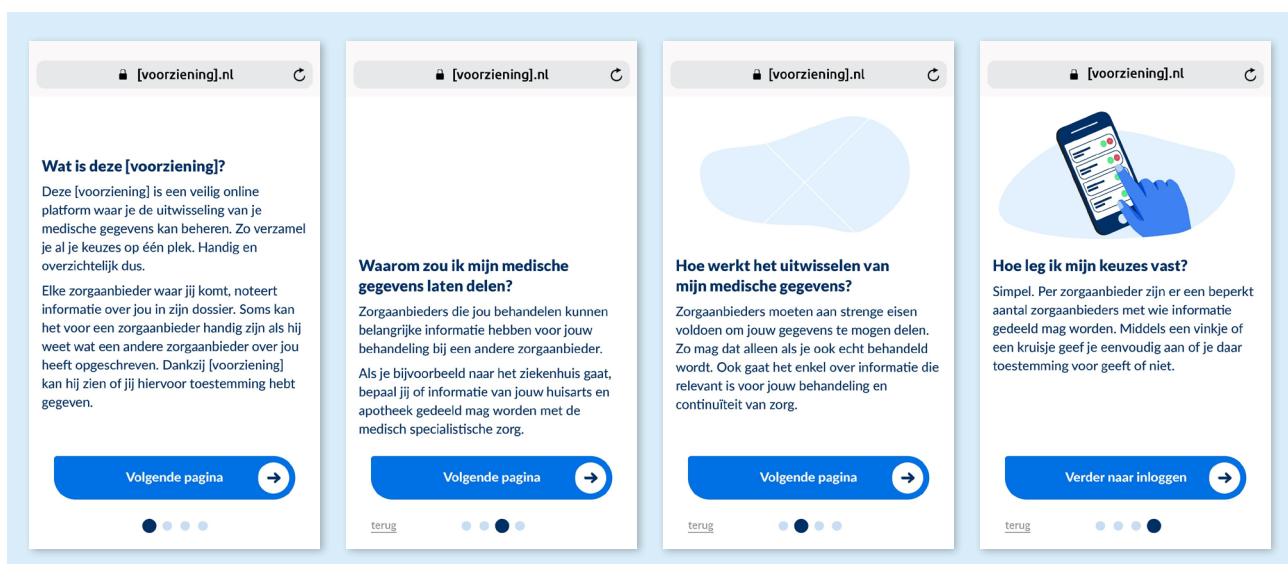 [voorziening].nl
Wat is deze [voorziening]?
Deze [voorziening] is een veilig online
platform waar je de uitwisseling van je
medische gegevens kan beheren. Zo verzamel
je al je keuzes op één plek. Handig en
overzichtelijk dus.
Elke zorgaanbieder waar jij komt, noteert
informatie over jou in zijn dossier. Soms kan
het voor een zorgaanbieder handig zijn als hij
weet wat een andere zorgaanbieder over jou
heeft opgeschreven. Dankzij [voorziening]
kan hij zien of jij hiervoor toestemming hebt
gegeven.
Volgende pagina
[voorziening].nl
Waarom zou ik mijn medische
gegevens laten delen?
Zorgaanbieders die jou behandelen kunnen
belangrijke informatie hebben voor jouw
behandeling bij een andere zorgaanbieder.
Als je bijvoorbeeld naar het ziekenhuis gaat,
bepaal jij of informatie van jouw huisarts en
apotheek gedeeld mag worden met de
medisch specialistische zorg.
Volgende pagina
terug
[voorziening].nl
Hoe werkt het uitwisselen van
mijn medische gegevens?
Zorgaanbieders moeten aan strenge eisen
voldoen om jouw gegevens te mogen delen.
Zo mag dat alleen als je ook echt behandeld
wordt. Ook gaat het enkel over informatie die
relevant is voor jouw behandeling en
continuïteit van zorg.
Volgende pagina
terug
[voorziening].nl
Hoe leg ik mijn keuzes vast?
Simpel. Per zorgaanbieder zijn er een beperkt
aantal zorgaanbieders met wie informatie
gedeeld mag worden. Middels een vinkje of
een kruisje geef je eenvoudig aan of je daar
toestemming voor geeft of niet.
Verder naar inloggen
terug